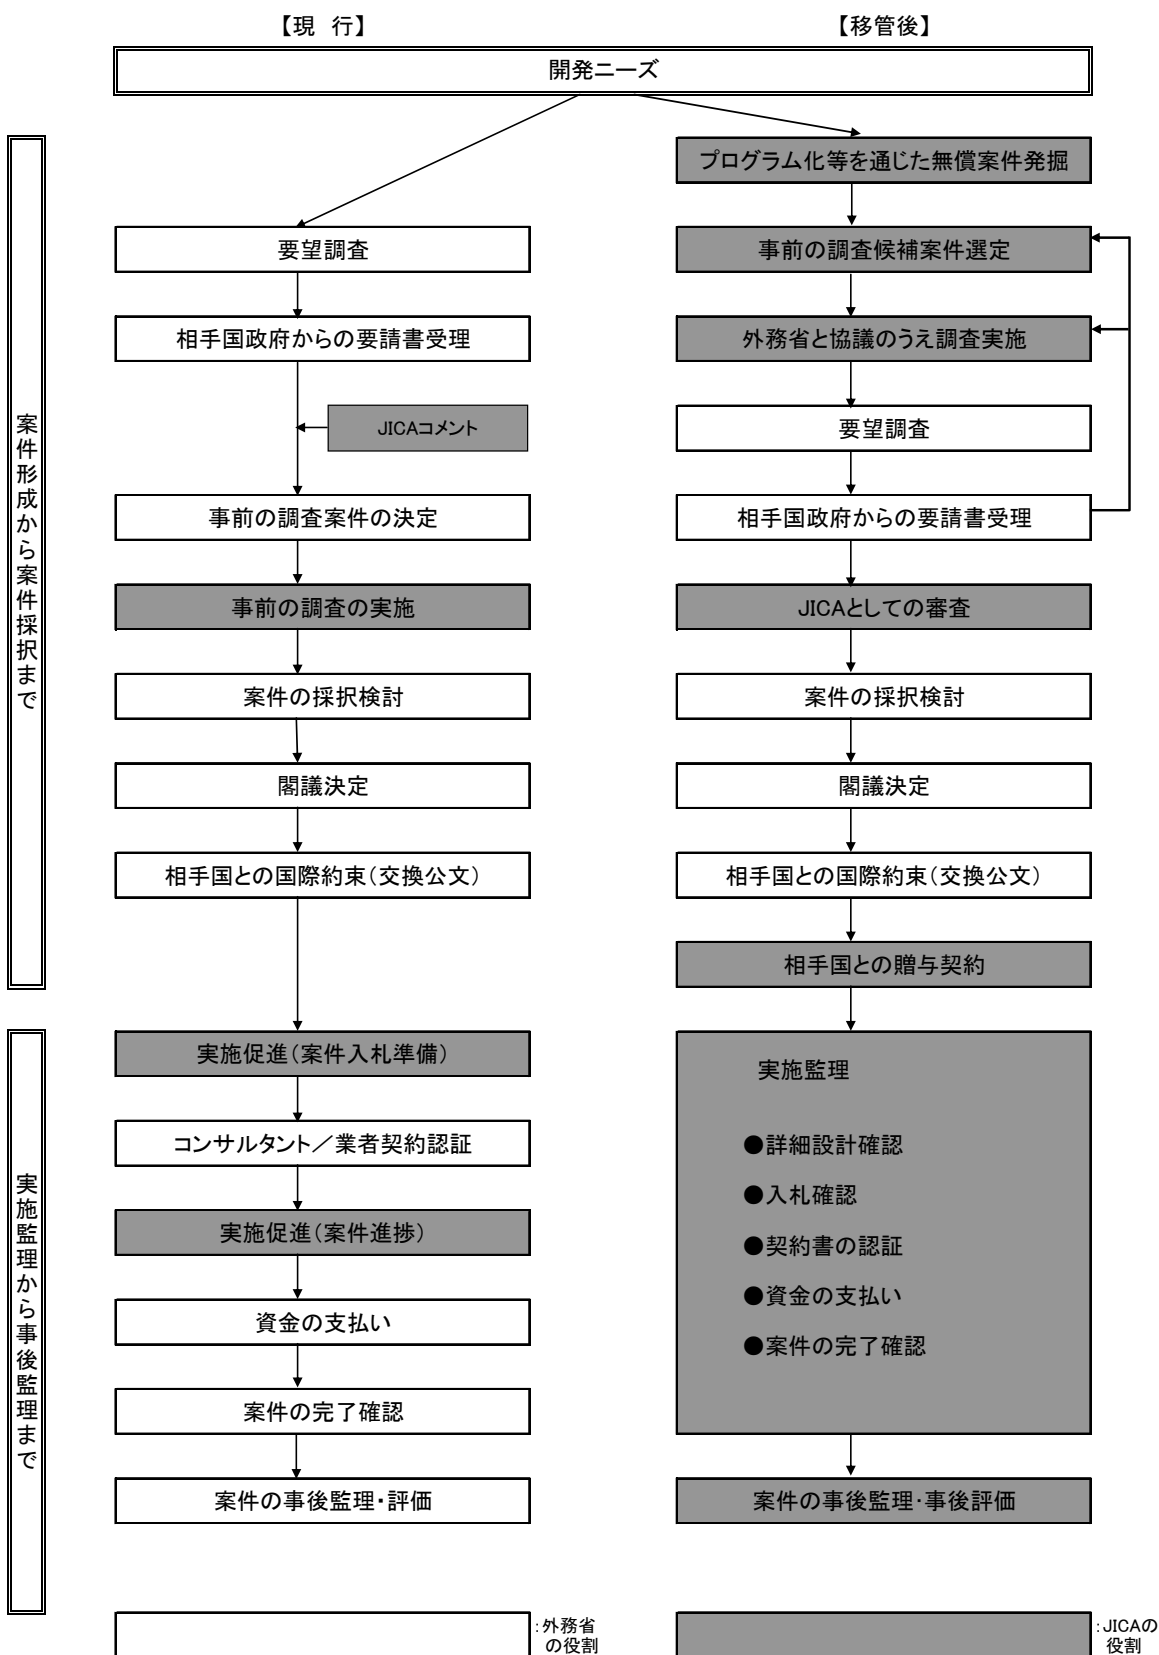 【現　行】
【移管後】
開発ニーズ
案件形成から案件採択まで
要望調査
相手国政府からの要請書受理
JICAコメント
事前の調査案件の決定
事前の調査の実施
案件の採択検討
閣議決定
相手国との国際約束（交換公文）
プログラム化等を通じた無償案件発掘
事前の調査候補案件選定
外務省と協議のうえ調査実施
要望調査
相手国政府からの要請書受理
JICAとしての審査
案件の採択検討
閣議決定
相手国との国際約束（交換公文）
相手国との贈与契約
実施監理から事後監理まで
実施促進（案件入札準備）
コンサルタント／業者契約認証
実施促進（案件進捗）
資金の支払い
案件の完了確認
案件の事後監理・評価
実施監理
●詳細設計確認
●入札確認
●契約書の認証
●資金の支払い
●案件の完了確認
案件の事後監理・事後評価
：外務省
の役割
：JICAの
役割